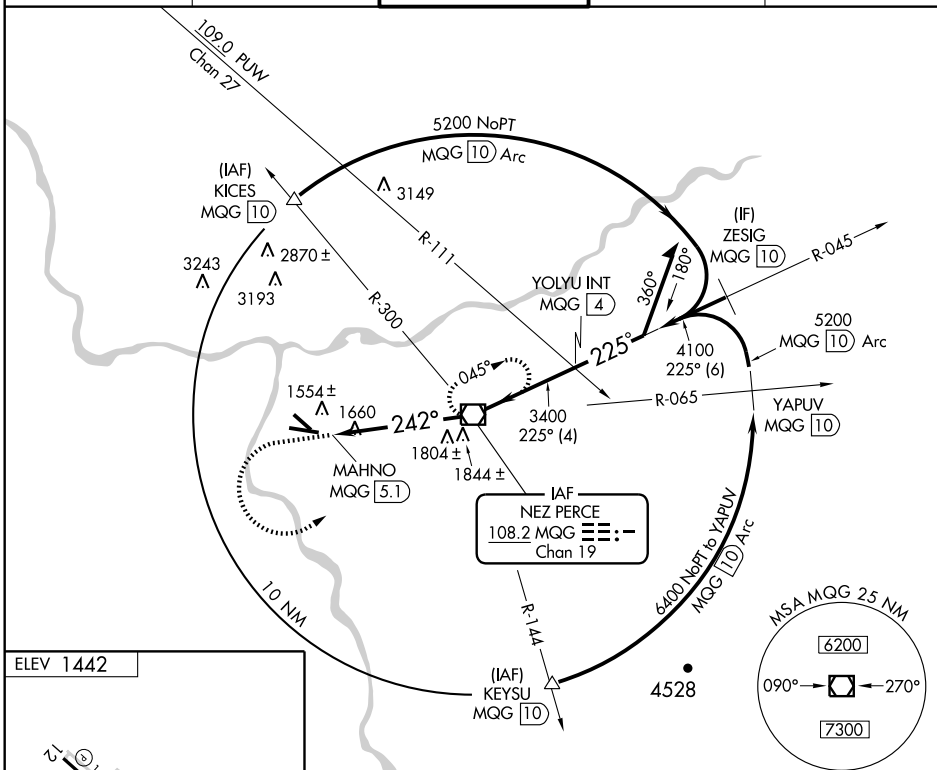 109.0 PUW
Chan 27
5200 NoPT
MQG 10 Arc
(IAF)
KICES
MQG 10
3149
(IF)
ZESIG
MQG 10
R-045
R-111
3243
2870 ±
3193
R-300
YOLYU INT
MQG 4
360°
180°
5200
MQG 10 Arc
225°
4100
225° (6)
045°
R-065
YAPUV
MQG 10
3400
225° (4)
1554 ±
1660
242°
1804 ±
1844 ±
MAHNO
MQG 5.1
IAF
NEZ PERCE
108.2 MQG
Chan 19
6400 NoPT to YAPUV
MQG 10 Arc
10 NM
R-144
MSA MQG 25 NM
6200
090°
270°
7300
(IAF)
KEYSU
MQG 10
4528
ELEV 1442
12
P